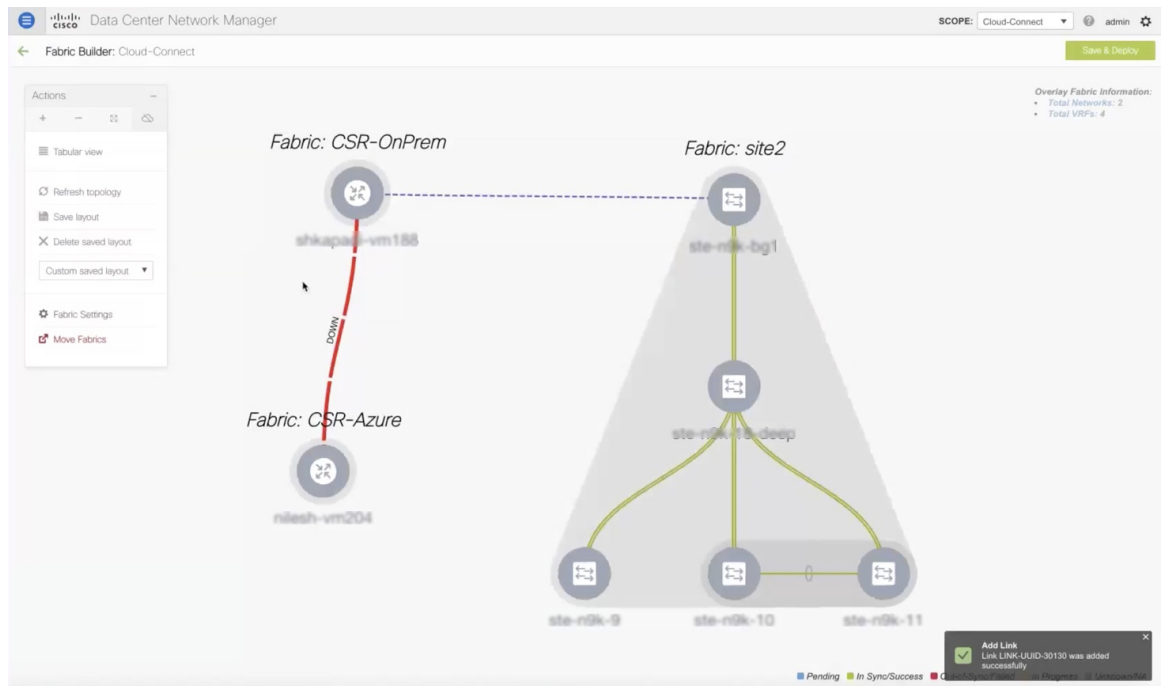 cisco Data Center Network Manager
SCOPE: Cloud-Connect admin
Fabric Builder: Cloud-Connect
Save & Deploy
Actions
Tabular view
Refresh topology
Save layout
Delete saved layout
Custom saved layout
Fabric Settings
Move Fabrics
Overlay Fabric Information:
Total Networks: 2
Total VRFs: 4
Fabric: CSR-OnPrem
Fabric: site2
ste-n9k-bg1
DOWN
Fabric: CSR-Azure
nilesh-vm204
ste-n9k-9
ste-n9k-10
ste-n9k-11
Add Link
Link LINK-UUID-30130 was added
successfully
Pending In Sync/Success